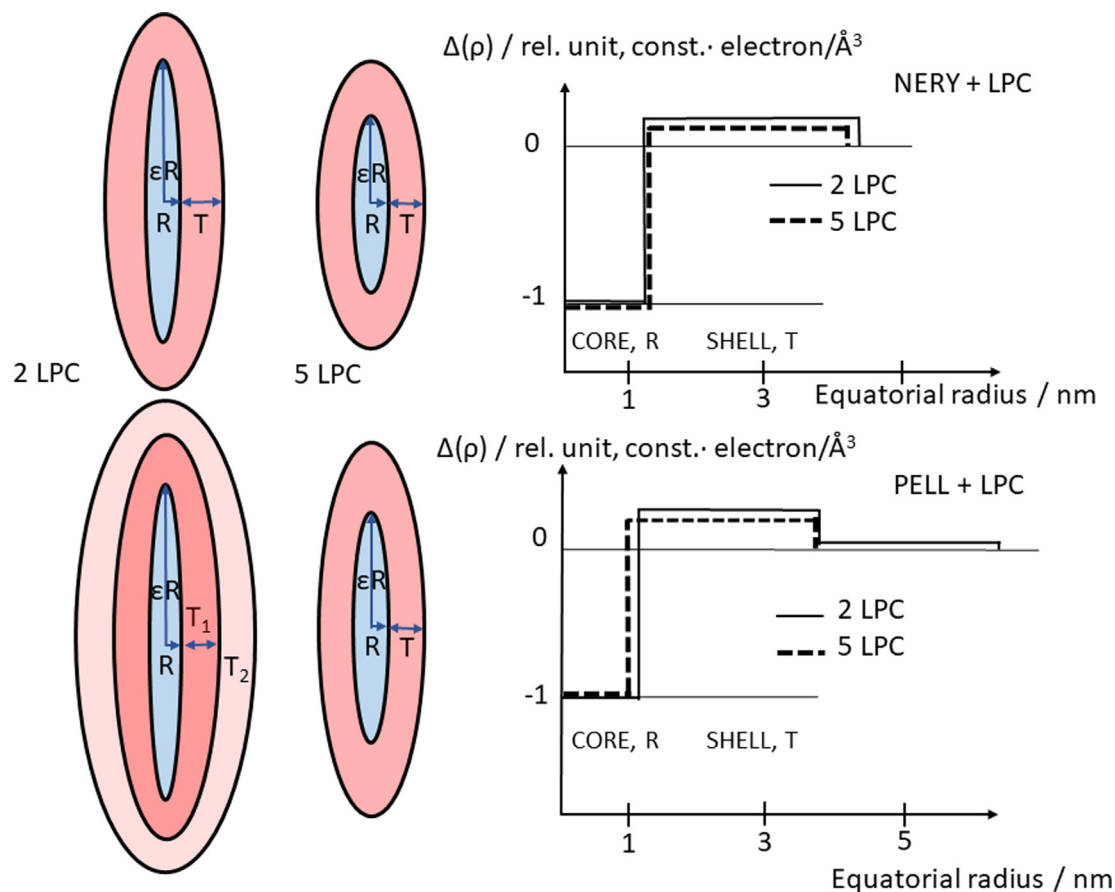 Δ(ρ) / rel. unit, const.· electron/Å³
NERY + LPC
εR
R
T
εR
R
T
0
2 LPC
5 LPC
-1
CORE, R
SHELL, T
1
3
Equatorial radius / nm
2 LPC
5 LPC
Δ(ρ) / rel. unit, const.· electron/Å³
PELL + LPC
εR
T₁
R
T₂
εR
R
T
0
2 LPC
5 LPC
-1
CORE, R
SHELL, T
1
3
5
Equatorial radius / nm